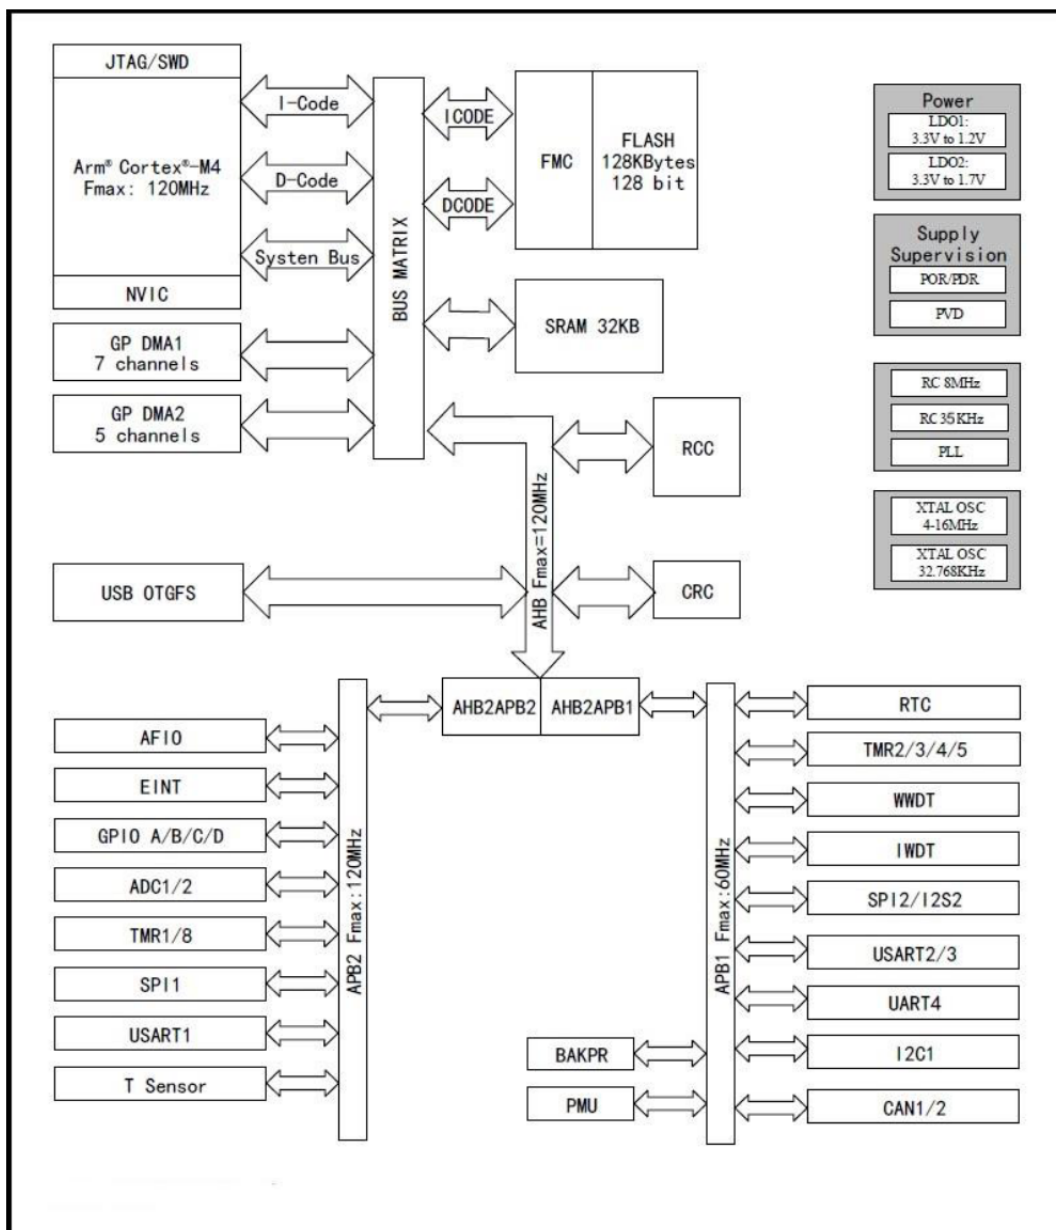 JTAG/SWD
Arm® Cortex®-M4
Fmax: 120MHz
NVIC
GP DMA1
7 channels
GP DMA2
5 channels
I-Code
D-Code
Systen Bus
BUS MATRIX
ICODE
DCODE
FMC
FLASH
128KBytes
128 bit
SRAM 32KB
RCC
AHB Fmax=120MHz
USB OTGFS
CRC
Power
LDO1:
3.3V to 1.2V
LDO2:
3.3V to 1.7V
Supply
Supervision
POR/PDR
PVD
RC 8MHz
RC 35KHz
PLL
XTAL OSC
4-16MHz
XTAL OSC
32.768KHz
AHB2APB2
AHB2APB1
AFIO
EINT
GPIO A/B/C/D
ADC1/2
TMR1/8
SPI1
USART1
T Sensor
APB2 Fmax:120MHz
BAKPR
PMU
APB1 Fmax:60MHz
RTC
TMR2/3/4/5
WWDT
IWDT
SPI2/I2S2
USART2/3
UART4
I2C1
CAN1/2